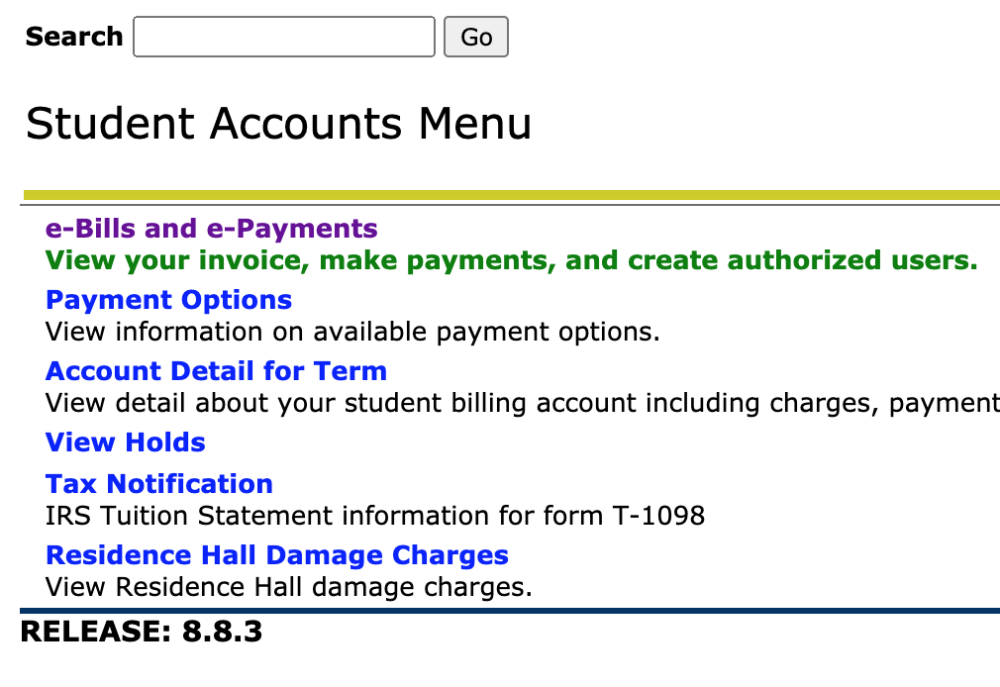 Search Go
Student Accounts Menu
e-Bills and e-Payments
View your invoice, make payments, and create authorized users.
Payment Options
View information on available payment options.
Account Detail for Term
View detail about your student billing account including charges, payment
View Holds
Tax Notification
IRS Tuition Statement information for form T-1098
Residence Hall Damage Charges
View Residence Hall damage charges.
RELEASE: 8.8.3